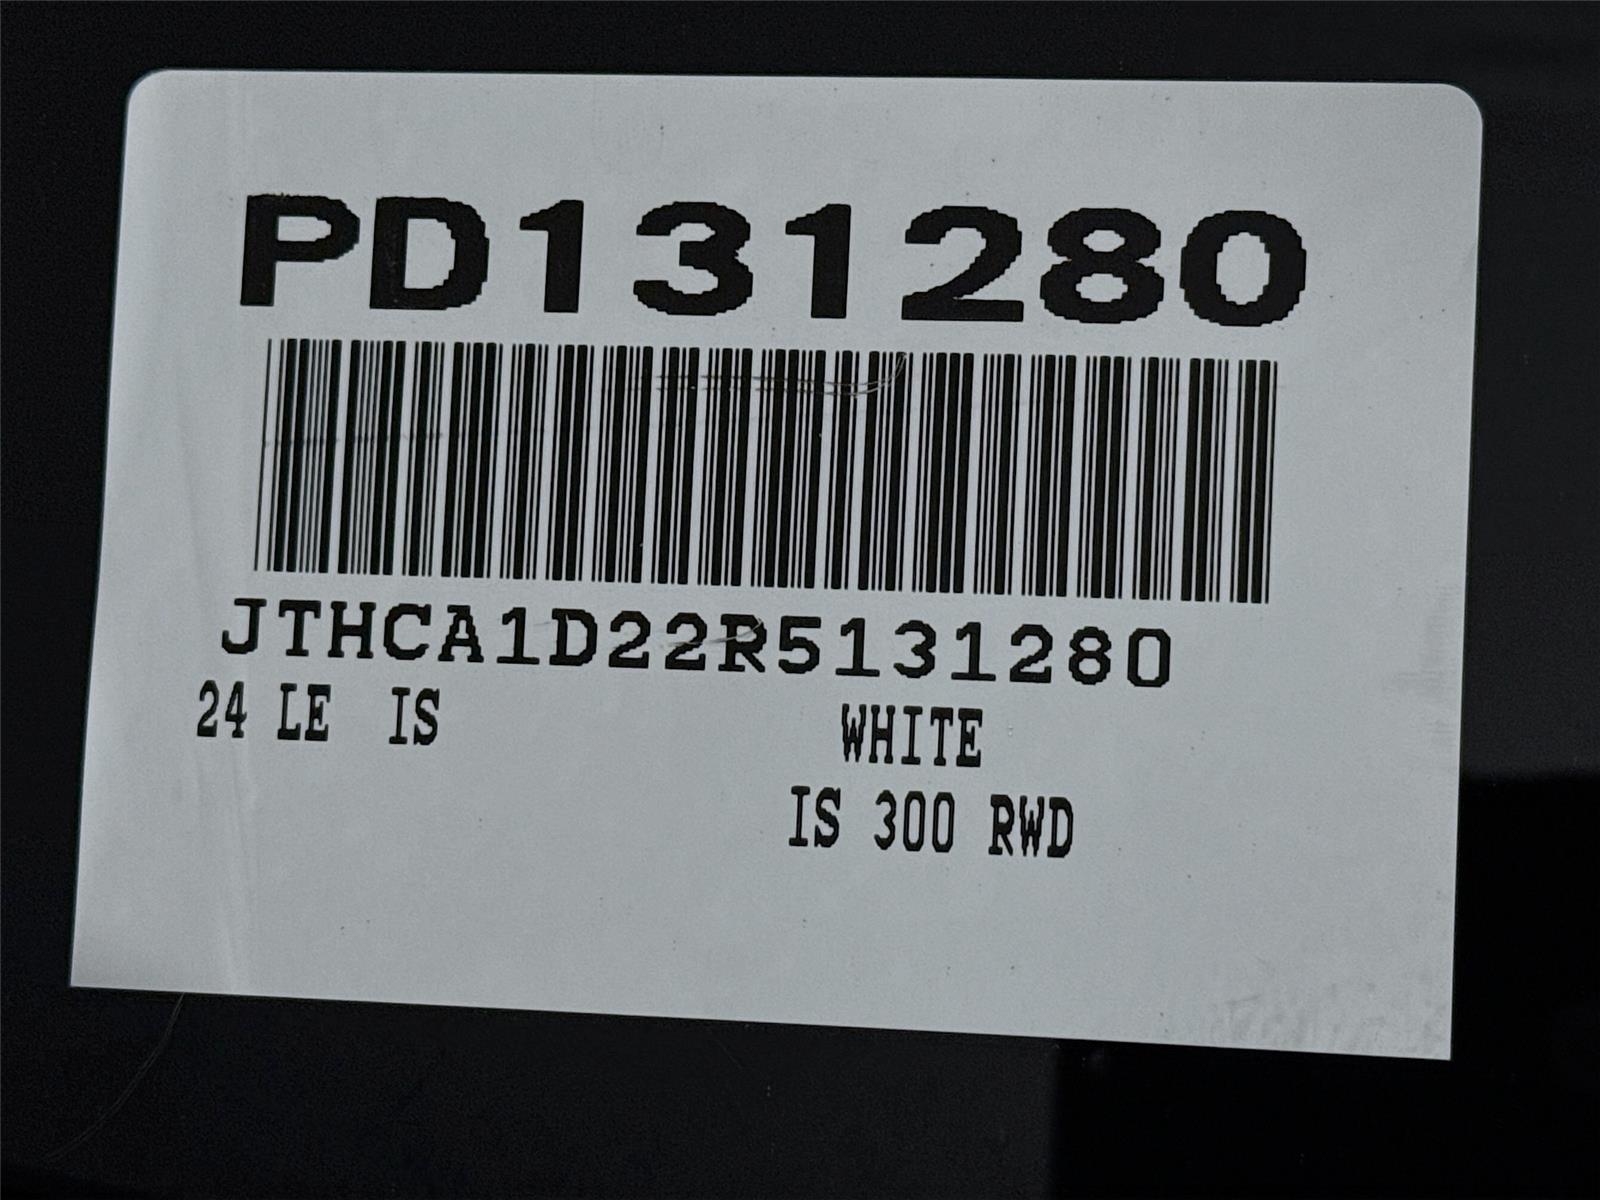 PD131280
JTHCA1D22R5131280
24 LE IS WHITE
IS 300 RWD